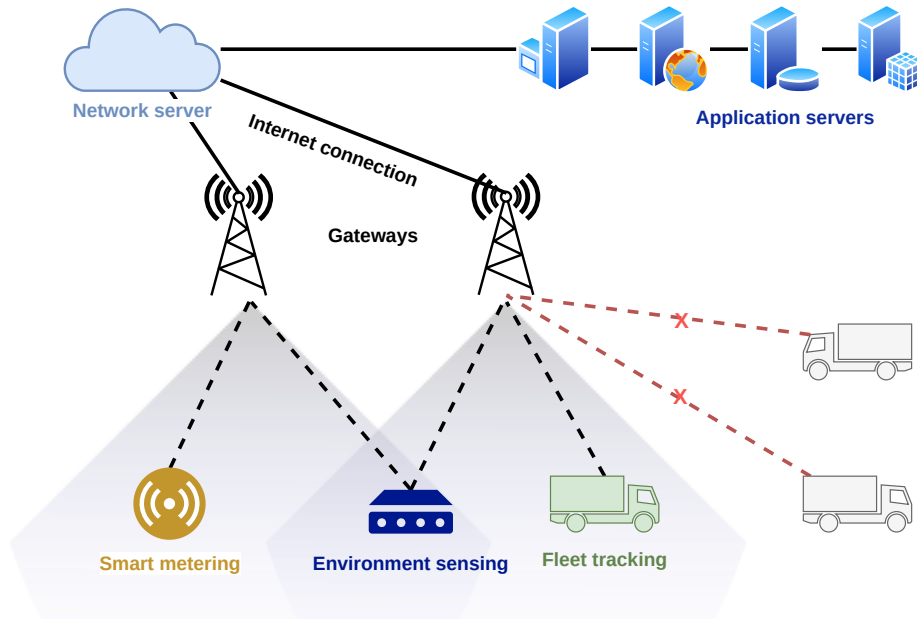 Network server
Application servers
Internet connection
Gateways
X
X
Smart metering
Environment sensing
Fleet tracking